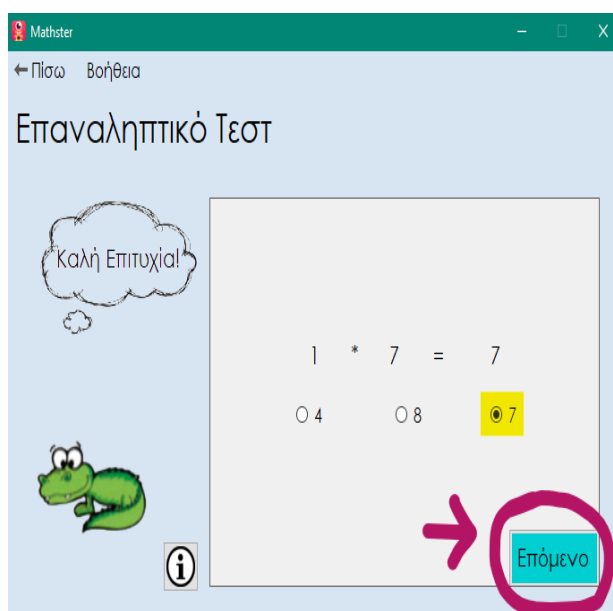 Mathster
Πίσω Βοήθεια
Επαναληπτικό Τεστ
Καλή Επιτυχία!
1 * 7 = 7
4 8 7
Επόμενο